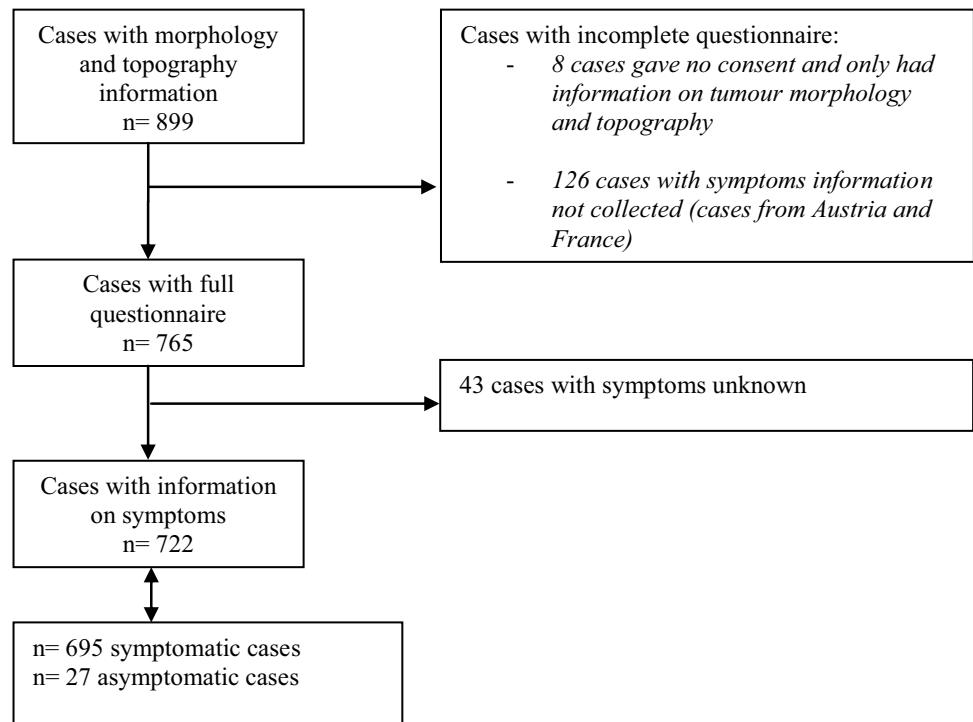 Cases with morphology
and topography
information
n= 899
Cases with incomplete questionnaire:
- 8 cases gave no consent and only had
information on tumour morphology
and topography
- 126 cases with symptoms information
not collected (cases from Austria and
France)
Cases with full
questionnaire
n= 765
43 cases with symptoms unknown
Cases with information
on symptoms
n= 722
n= 695 symptomatic cases
n= 27 asymptomatic cases